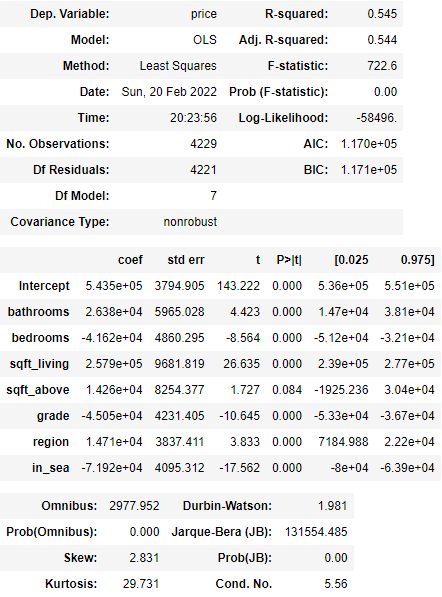 Dep. Variable: price R-squared: 0.545
Model: OLS Adj. R-squared: 0.544
Method: Least Squares F-statistic: 722.6
Date: Sun, 20 Feb 2022 Prob (F-statistic): 0.00
Time: 20:23:56 Log-Likelihood: -58496.
No. Observations: 4229 AIC: 1.170e+05
Df Residuals: 4221 BIC: 1.171e+05
Df Model: 7
Covariance Type: nonrobust
coef std err t P>|t| [0.025 0.975]
Intercept 5.435e+05 3794.905 143.222 0.000 5.36e+05 5.51e+05
bathrooms 2.638e+04 5965.028 4.423 0.000 1.47e+04 3.81e+04
bedrooms -4.162e+04 4860.295 -8.564 0.000 -5.12e+04 -3.21e+04
sqft_living 2.579e+05 9681.819 26.635 0.000 2.39e+05 2.77e+05
sqft_above 1.426e+04 8254.377 1.727 0.084 -1925.236 3.04e+04
grade -4.505e+04 4231.405 -10.645 0.000 -5.33e+04 -3.67e+04
region 1.471e+04 3837.411 3.833 0.000 7184.988 2.22e+04
in_sea -7.192e+04 4095.312 -17.562 0.000 -8e+04 -6.39e+04
Omnibus: 2977.952 Durbin-Watson: 1.981
Prob(Omnibus): 0.000 Jarque-Bera (JB): 131554.485
Skew: 2.831 Prob(JB): 0.00
Kurtosis: 29.731 Cond. No. 5.56